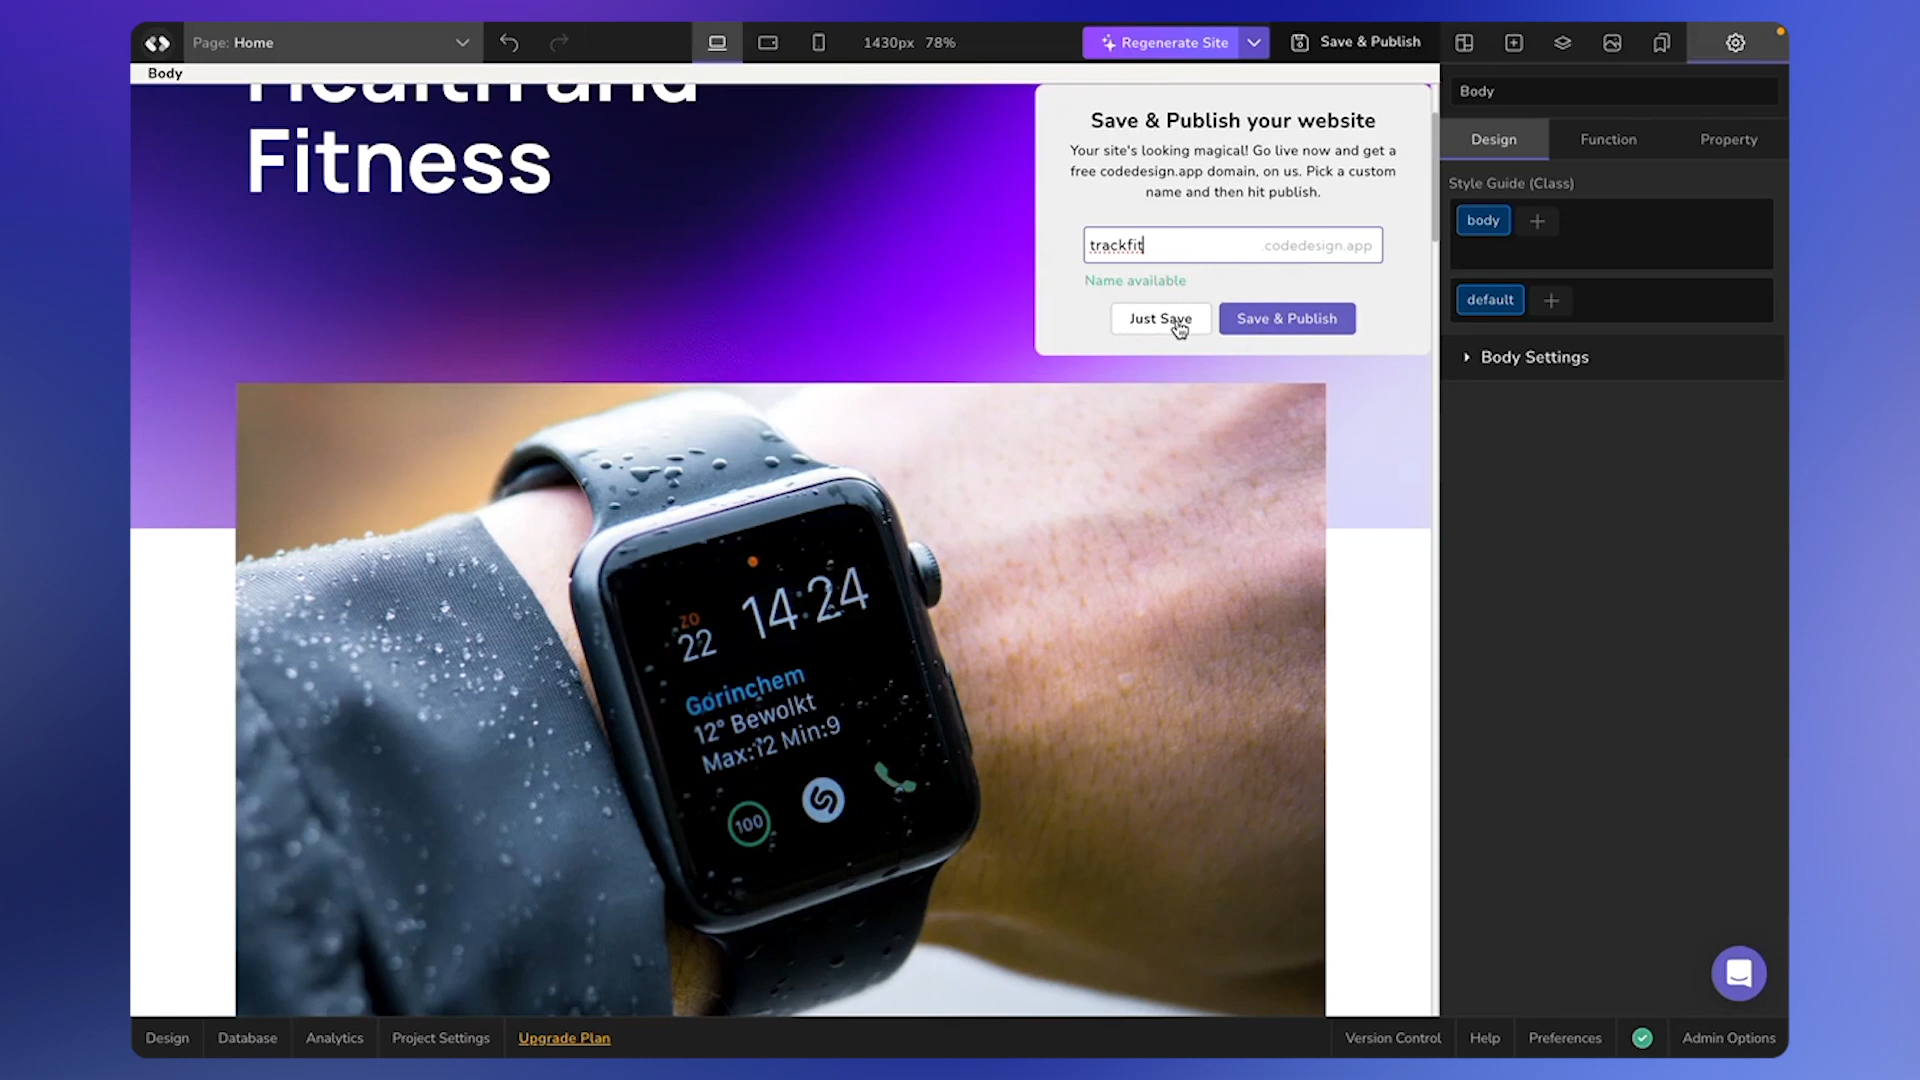 Page: Home
1430px 78%
Regenerate Site
Save & Publish
Body
Body
Health and
Fitness
Save & Publish your website
Your site's looking magical! Go live now and get a
free codedesign.app domain, on us. Pick a custom
name and then hit publish.
trackfit
.codedesign.app
Name available
Just Save
Save & Publish
Design
Function
Property
Style Guide (Class)
body
default
Body Settings
ZO
22
14:24
Gorinchem
12° Bewolkt
Max:12 Min:9
100
Design
Database
Analytics
Project Settings
Upgrade Plan
Version Control
Help
Preferences
Admin Options